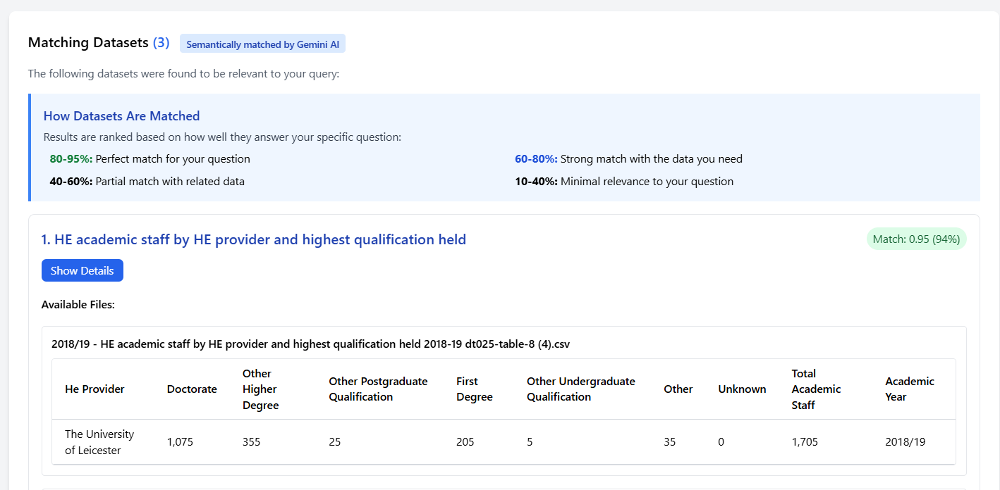 Matching Datasets (3) Semantically matched by Gemini AI
The following datasets were found to be relevant to your query:
How Datasets Are Matched
Results are ranked based on how well they answer your specific question:
80-95%: Perfect match for your question
60-80%: Strong match with the data you need
40-60%: Partial match with related data
10-40%: Minimal relevance to your question
1. HE academic staff by HE provider and highest qualification held
Match: 0.95 (94%)
Show Details
Available Files:
2018/19 - HE academic staff by HE provider and highest qualification held 2018-19 dt025-table-8 (4).csv
He Provider
Doctorate
Other
Higher
Degree
Other Postgraduate
Qualification
First
Degree
Other Undergraduate
Qualification
Other
Unknown
Total
Academic
Staff
Academic
Year
The University
of Leicester
1,075
355
25
205
5
35
0
1,705
2018/19